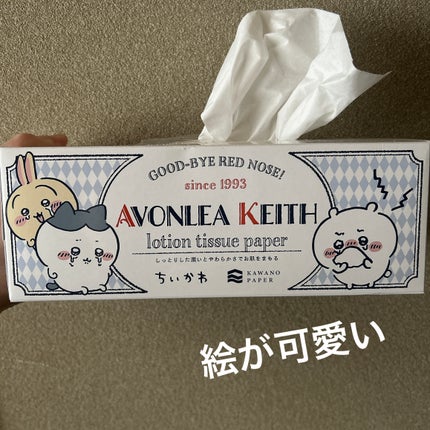 GOOD-BYE RED NOSE!
since 1993
AVONLEA KEITH
lotion tissue paper
しっとりした潤いとやわらかさでお肌をまもる
ちいかわ
KAWANO
PAPER
絵が可愛い